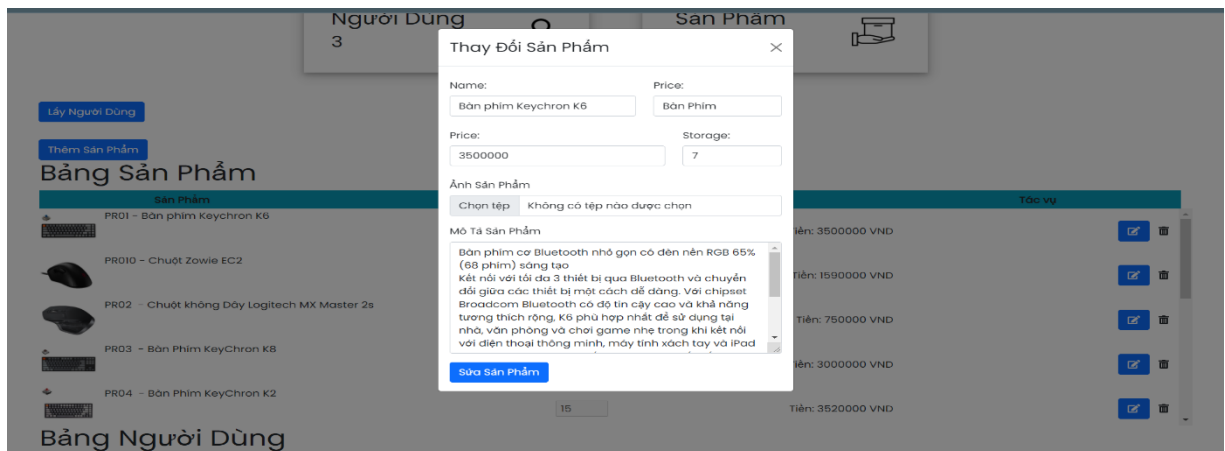 Người Dùng
3
Sản Phẩm
Thay Đổi Sản Phẩm
Name:
Price:
Bàn phím Keychron K6
Bàn Phím
Price:
Storage:
3500000
7
Ảnh Sản Phẩm
Chọn tệp Không có tệp nào được chọn
Mô Tả Sản Phẩm
Bàn phím cơ Bluetooth nhỏ gọn có đèn nền RGB 65%
(68 phím) sáng tạo
Kết nối với tối đa 3 thiết bị qua Bluetooth và chuyển
đổi giữa các thiết bị một cách dễ dàng. Với chipset
Broadcom Bluetooth có độ tin cậy cao và khả năng
tương thích rộng, K6 phù hợp nhất để sử dụng tại
nhà, văn phòng và chơi game nhẹ trong khi kết nối
với điện thoại thông minh, máy tính xách tay và iPad
Sửa Sản Phẩm
Lấy Người Dùng
Thêm Sản Phẩm
Bảng Sản Phẩm
Sản Phẩm
Tác vụ
PR01 - Bàn phím Keychron K6
iền: 3500000 VND
PR010 - Chuột Zowie EC2
Tiền: 1590000 VND
PR02 - Chuột không Dây Logitech MX Master 2s
Tiền: 750000 VND
PR03 - Bàn Phím KeyChron K8
iền: 3000000 VND
PR04 - Bàn Phím KeyChron K2
15
Tiền: 3520000 VND
Bảng Người Dùng